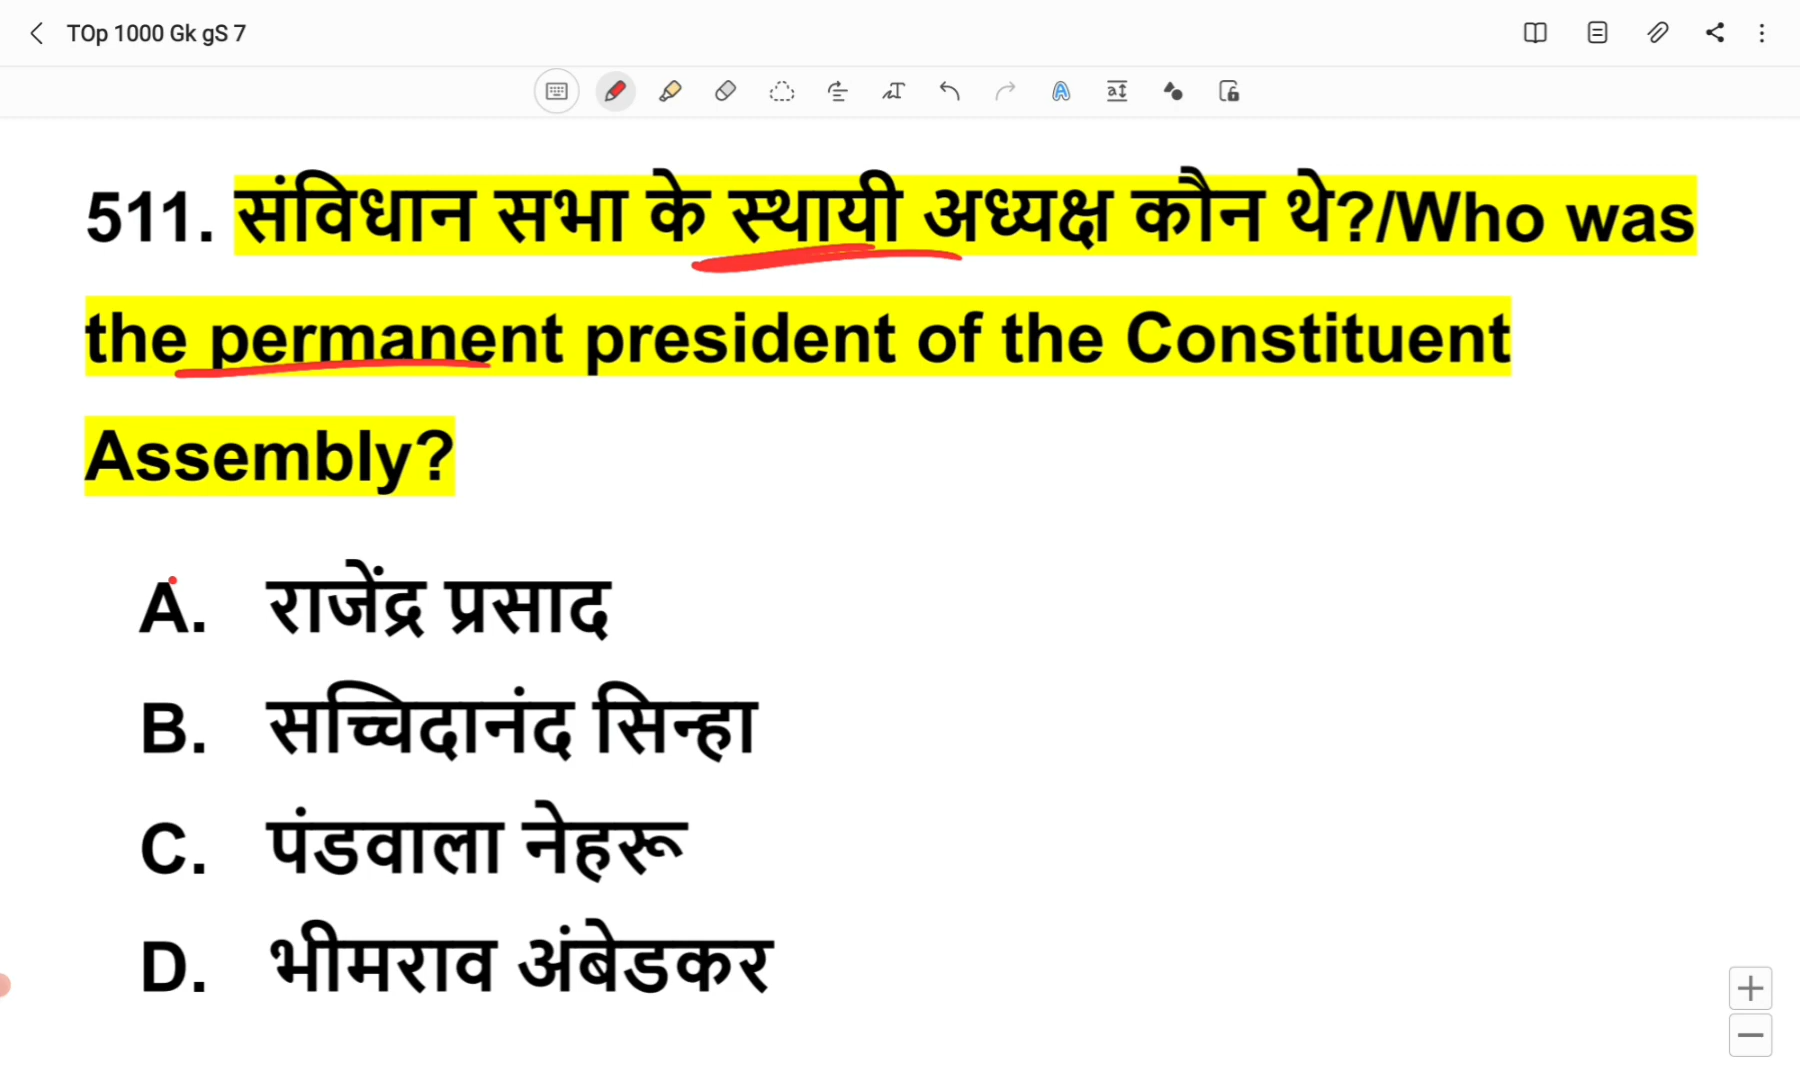 TOp 1000 Gk gS 7
511. संविधान सभा के स्थायी अध्यक्ष कौन थे?/Who was
the permanent president of the Constituent
Assembly?
A. राजेंद्र प्रसाद
B. सच्चिदानंद सिन्हा
C. पंडवाला नेहरू
D. भीमराव अंबेडकर